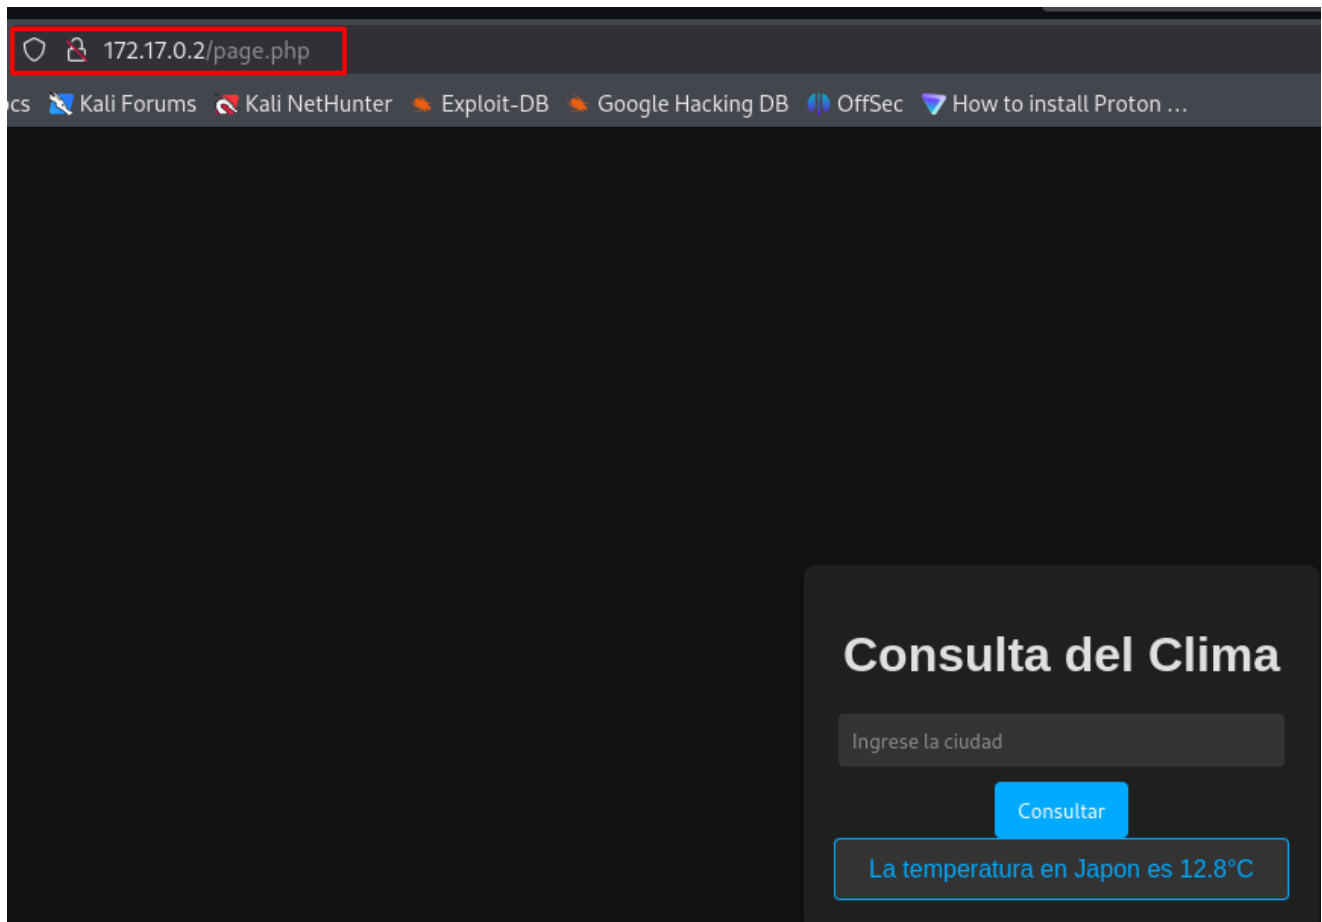 172.17.0.2/page.php
ocs Kali Forums Kali NetHunter Exploit-DB Google Hacking DB OffSec How to install Proton ...
Consulta del Clima
Ingrese la ciudad
Consultar
La temperatura en Japon es 12.8°C